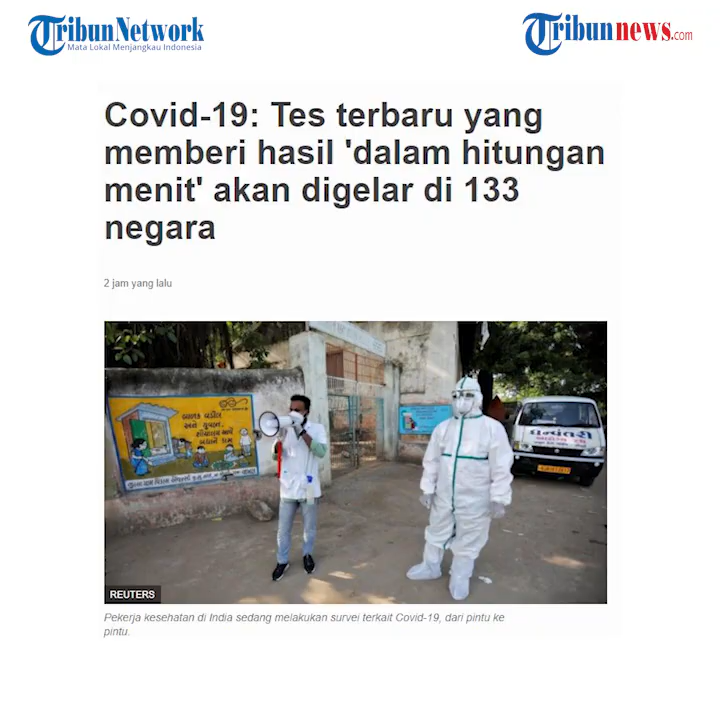 TribunNetwork
Mata Lokal Menjangkau Indonesia
Tribunnews.com
Covid-19: Tes terbaru yang
memberi hasil 'dalam hitungan
menit' akan digelar di 133
negara
2 jam yang lalu
ધન્વંતરી
REUTERS
Pekerja kesehatan di India sedang melakukan survei terkait Covid-19, dari pintu ke
pintu.